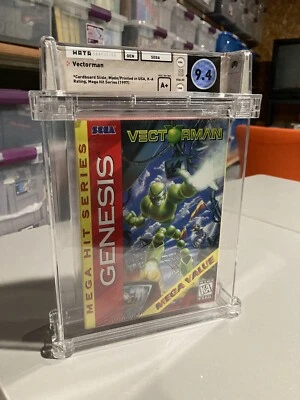 WATA GEN SEGA
Vectorman
*Cardboard Slide, Made/Printed in USA, K-A
Rating, Mega Hit Series (1997)
A+
9.4
SEGA
VECTORMAN
MEGA HIT SERIES
GENESIS
MEGA VALUE